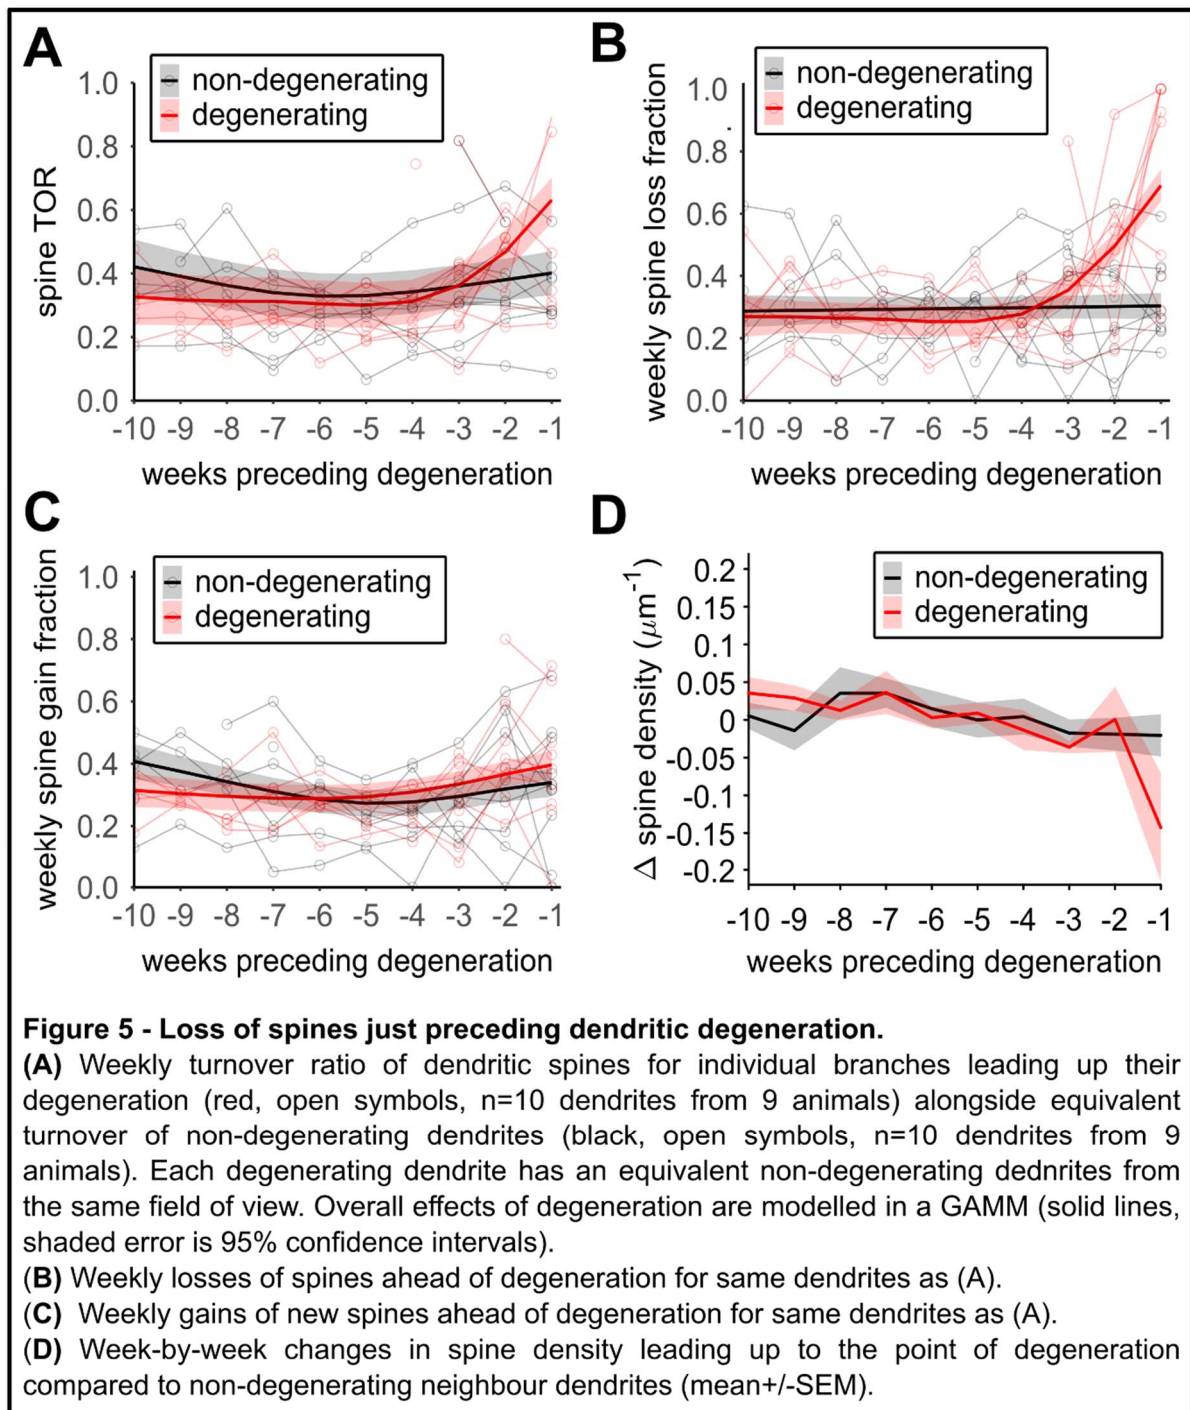 A
non-degenerating
degenerating
spine TOR
1.0
0.8
0.6
0.4
0.2
0.0
-10 -9 -8 -7 -6 -5 -4 -3 -2 -1
weeks preceding degeneration
B
non-degenerating
degenerating
weekly spine loss fraction
1.0
0.8
0.6
0.4
0.2
0.0
-10 -9 -8 -7 -6 -5 -4 -3 -2 -1
weeks preceding degeneration
C
non-degenerating
degenerating
weekly spine gain fraction
1.0
0.8
0.6
0.4
0.2
0.0
-10 -9 -8 -7 -6 -5 -4 -3 -2 -1
weeks preceding degeneration
D
non-degenerating
degenerating
Δ spine density (μm⁻¹)
0.2
0.15
0.1
0.05
0
-0.05
-0.1
-0.15
-0.2
-10 -9 -8 -7 -6 -5 -4 -3 -2 -1
weeks preceding degeneration
Figure 5 - Loss of spines just preceding dendritic degeneration.
(A) Weekly turnover ratio of dendritic spines for individual branches leading up their
degeneration (red, open symbols, n=10 dendrites from 9 animals) alongside equivalent
turnover of non-degenerating dendrites (black, open symbols, n=10 dendrites from 9
animals). Each degenerating dendrite has an equivalent non-degenerating dednrites from
the same field of view. Overall effects of degeneration are modelled in a GAMM (solid lines,
shaded error is 95% confidence intervals).
(B) Weekly losses of spines ahead of degeneration for same dendrites as (A).
(C) Weekly gains of new spines ahead of degeneration for same dendrites as (A).
(D) Week-by-week changes in spine density leading up to the point of degeneration
compared to non-degenerating neighbour dendrites (mean+/-SEM).